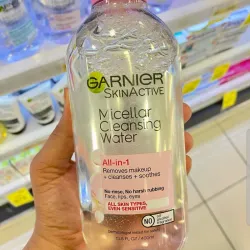 GARNIER
SKINACTIVE
Micellar
Cleansing
Water
All-in-1
Removes makeup
+ cleanses + soothes
No rinse, No harsh rubbing
Face, lips, eyes
ALL SKIN TYPES,
EVEN SENSITIVE
NO